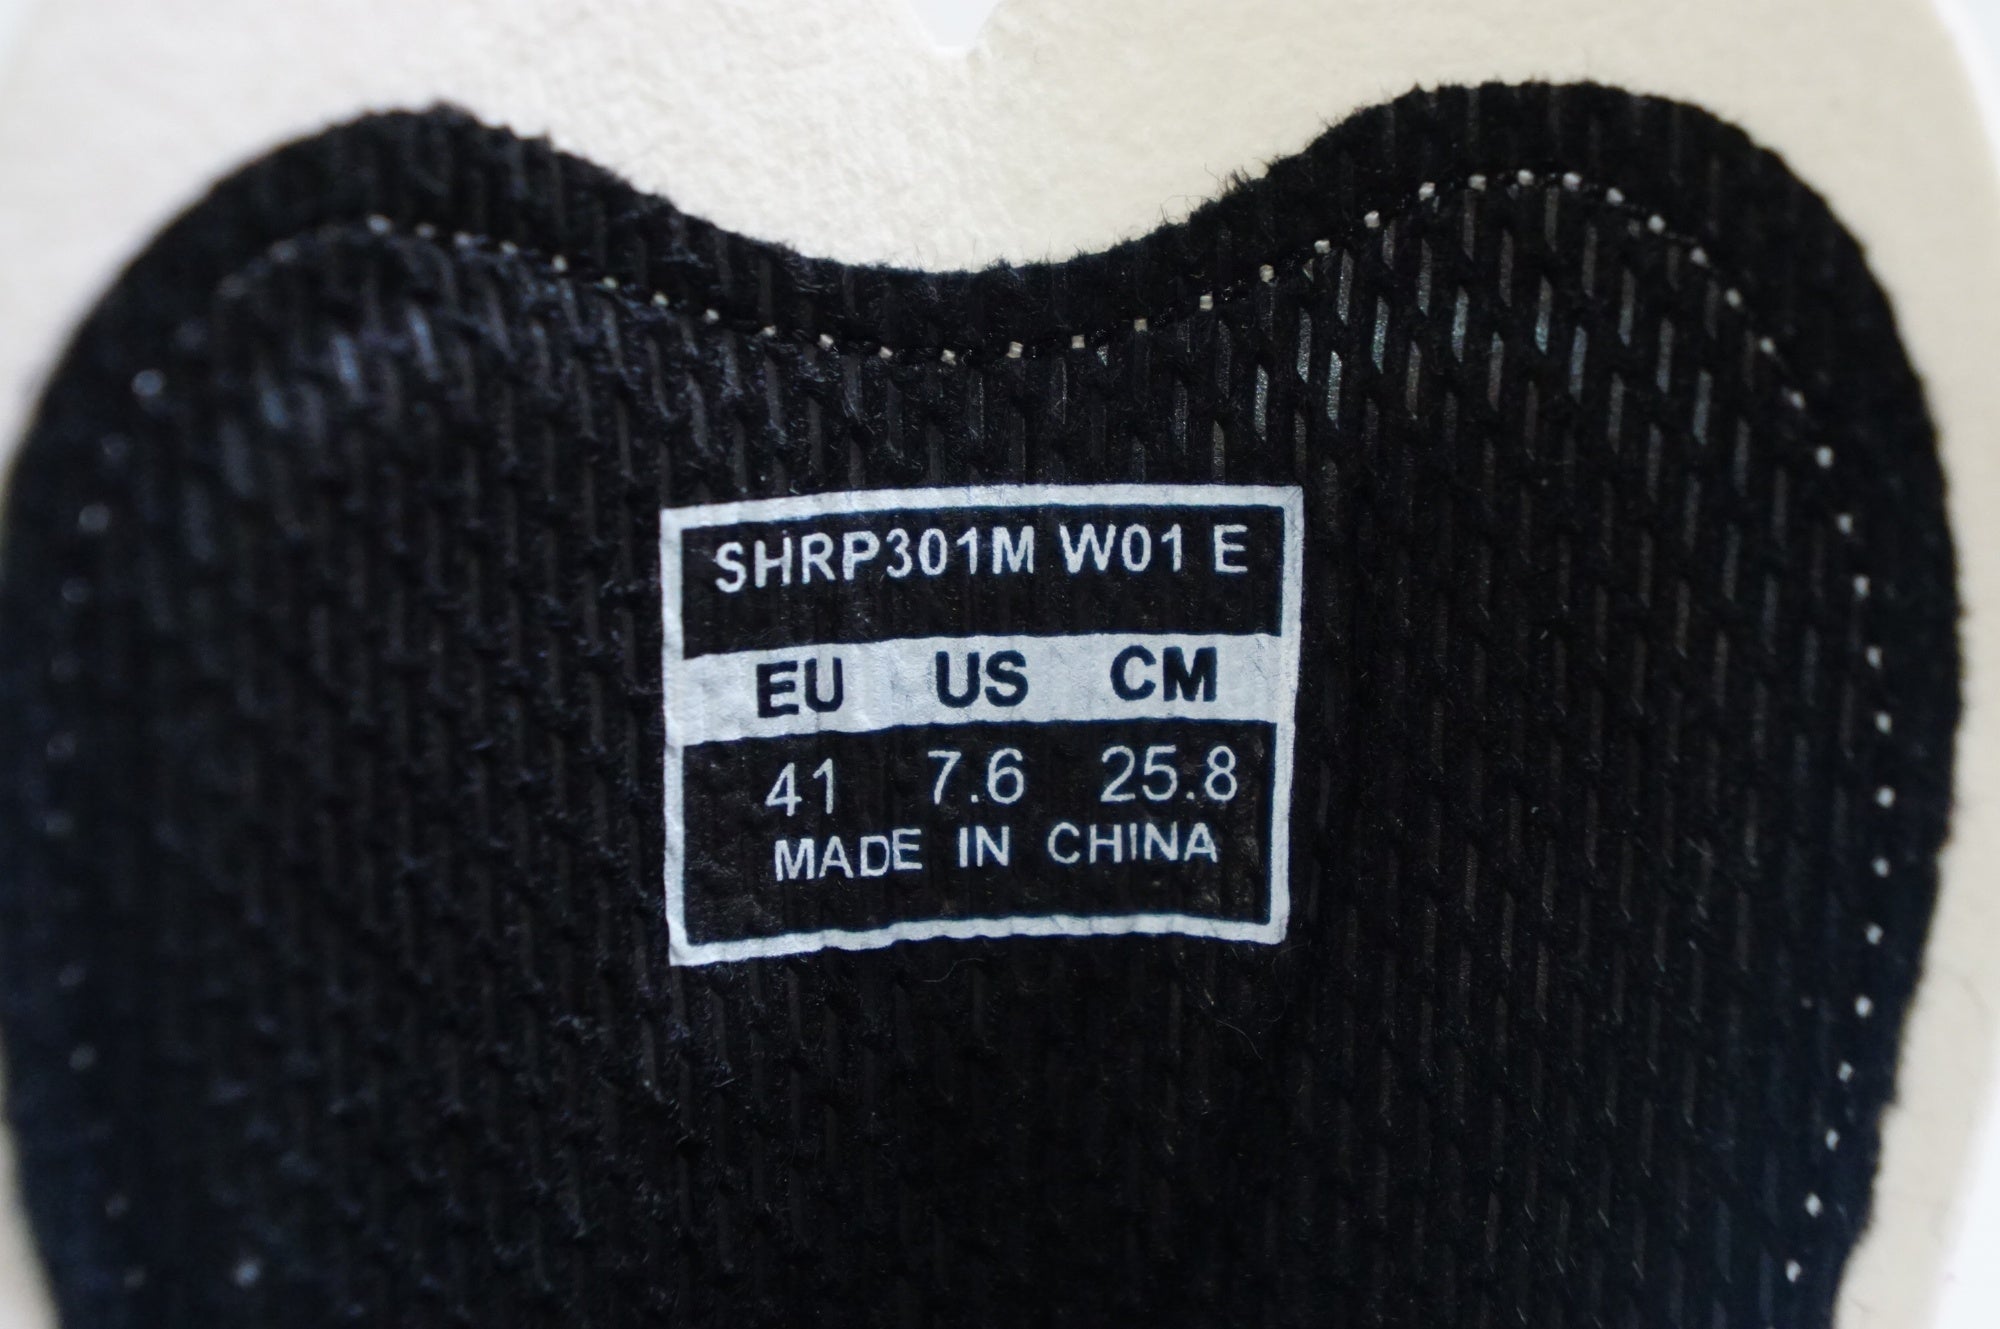 SHRP301M W01 E
EU US CM
41 7.6 25.8
MADE IN CHINA